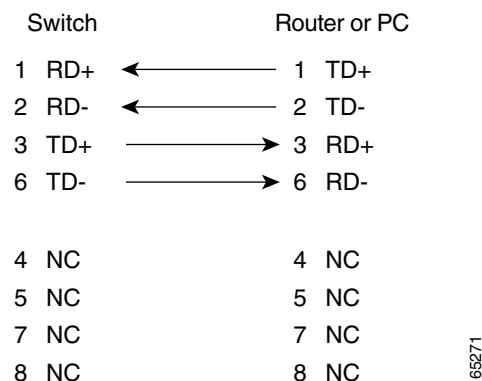 Switch Router or PC
1 RD+ 1 TD+
2 RD- 2 TD-
3 TD+ 3 RD+
6 TD- 6 RD-
4 NC 4 NC
5 NC 5 NC
7 NC 7 NC
8 NC 8 NC
65271